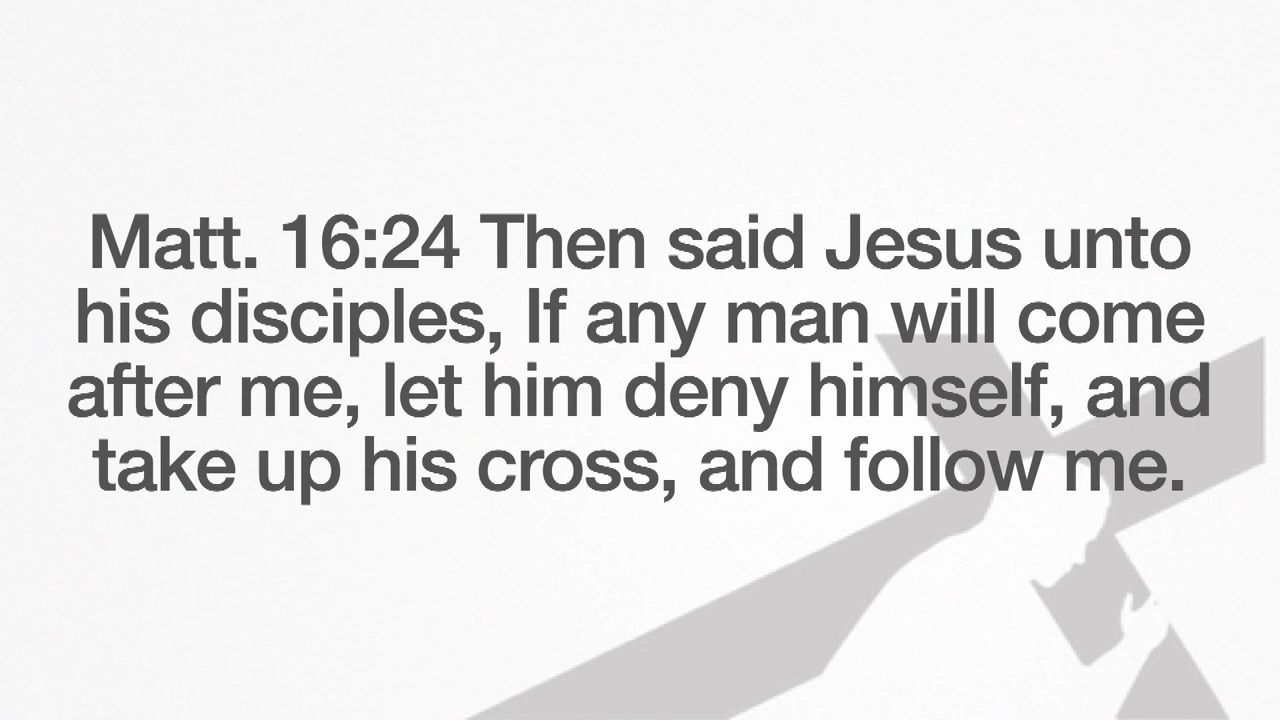 Matt. 16:24 Then said Jesus unto
his disciples, If any man will come
after me, let him deny himself, and
take up his cross, and follow me.